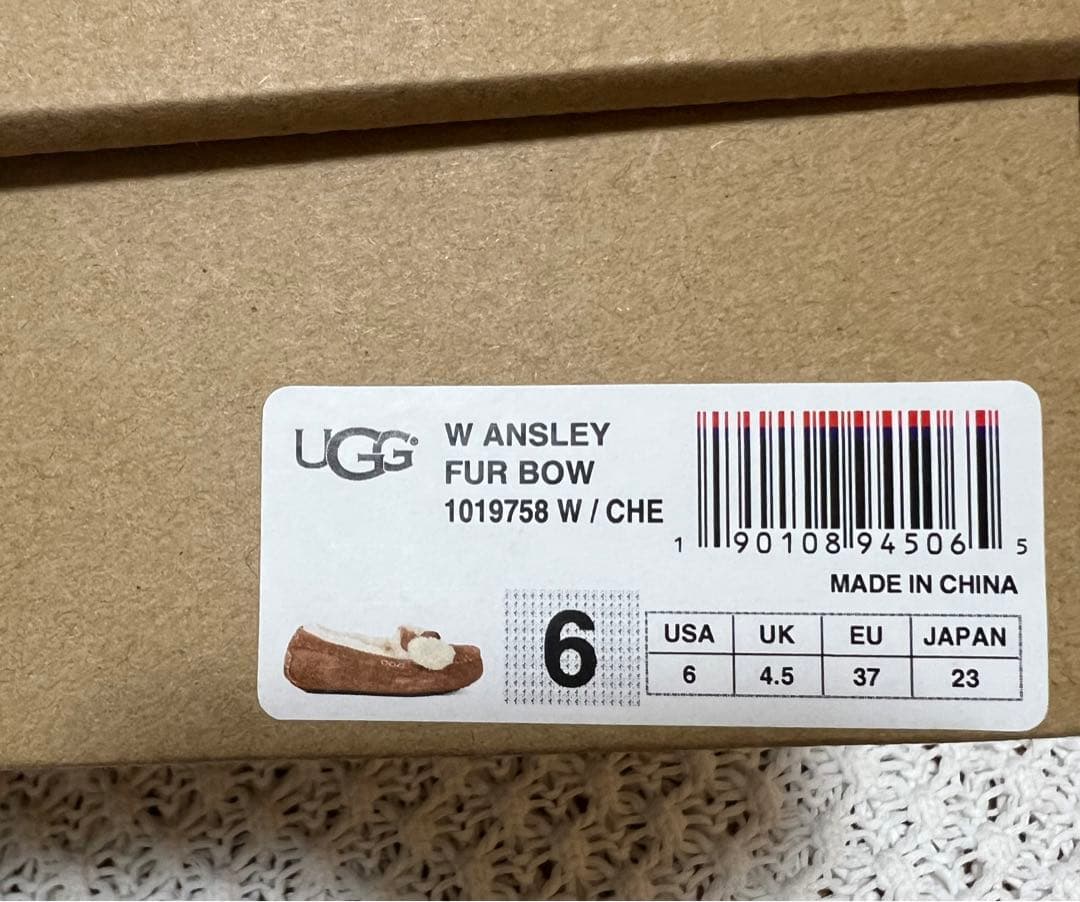 UGG
W ANSLEY
FUR BOW
1019758 W / CHE
1 90108 94506 5
MADE IN CHINA
6
USA UK EU JAPAN
6 4.5 37 23